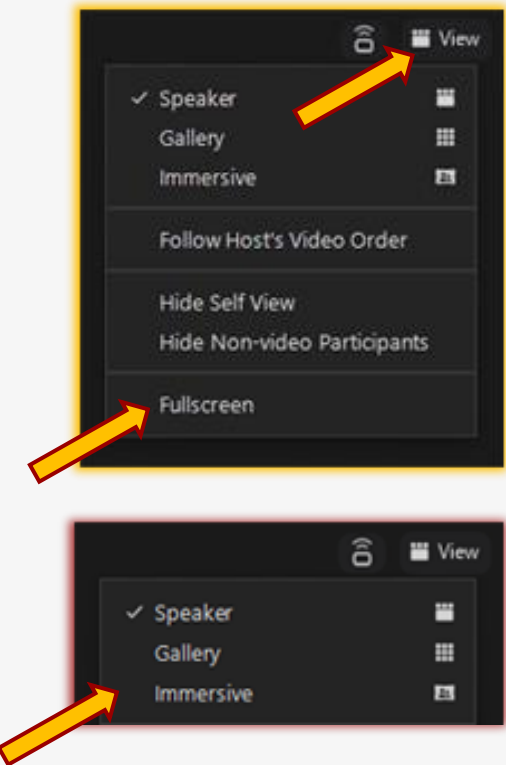 View
Speaker
Gallery
Immersive
Follow Host's Video Order
Hide Self View
Hide Non-video Participants
Fullscreen
View
Speaker
Gallery
Immersive